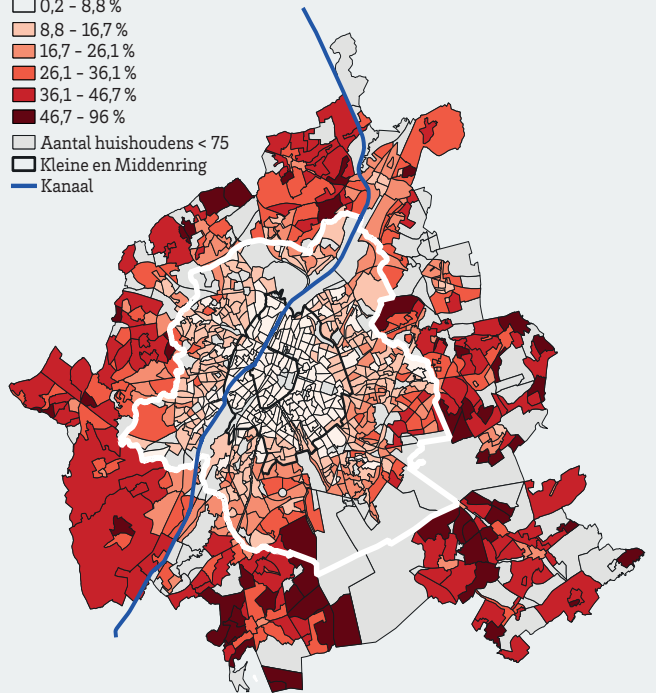 0,2 – 8,8 %
8,8 – 16,7 %
16,7 – 26,1 %
26,1 – 36,1 %
36,1 – 46,7 %
46,7 – 96 %
Aantal huishoudens < 75
Kleine en Middenring
Kanaal